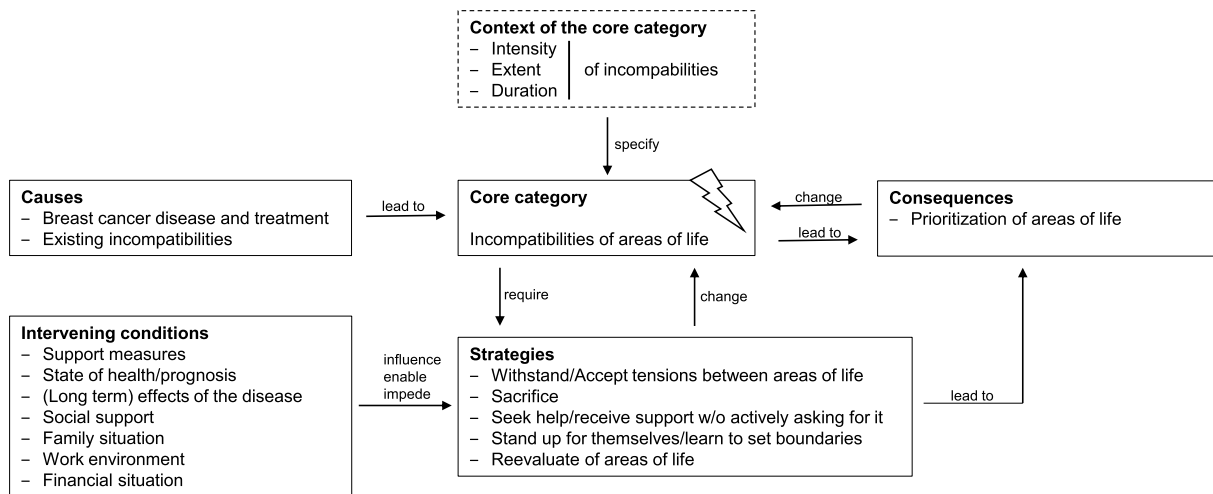 Context of the core category
– Intensity
– Extent
– Duration
of incompabilities
specify
Causes
– Breast cancer disease and treatment
– Existing incompatibilities
lead to
Core category
Incompatibilities of areas of life
change
lead to
Consequences
– Prioritization of areas of life
require
change
Intervening conditions
– Support measures
– State of health/prognosis
– (Long term) effects of the disease
– Social support
– Family situation
– Work environment
– Financial situation
influence
enable
impede
Strategies
– Withstand/Accept tensions between areas of life
– Sacrifice
– Seek help/receive support w/o actively asking for it
– Stand up for themselves/learn to set boundaries
– Reevaluate of areas of life
lead to